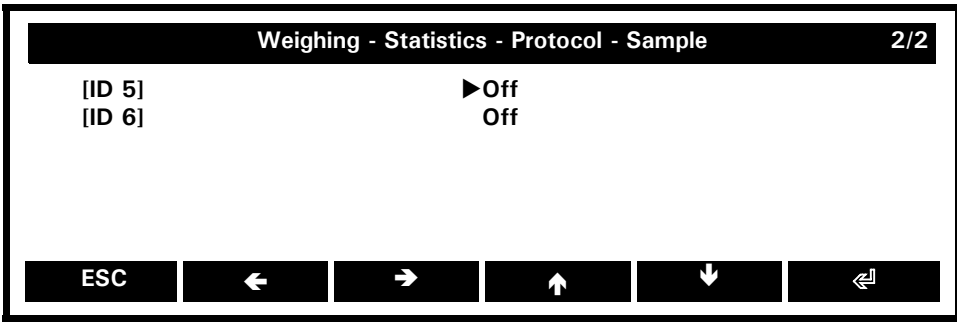 Weighing - Statistics - Protocol - Sample 2/2
[ID 5] ▶Off
[ID 6] Off
ESC ← → ↑ ↓ ⏎